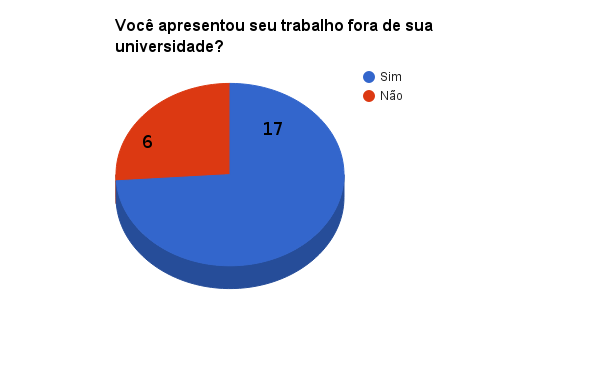 Você apresentou seu trabalho fora de sua
universidade?
Sim
Não
17
6